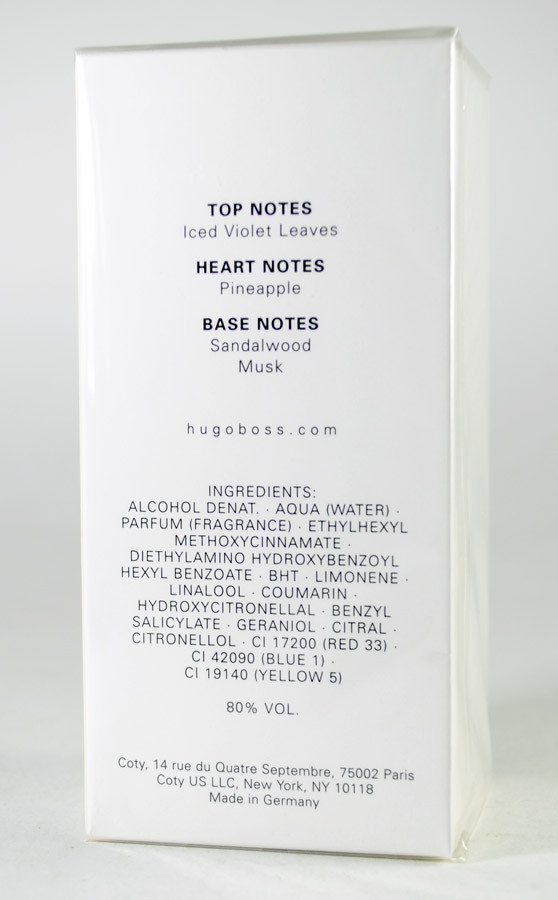 TOP NOTES
Iced Violet Leaves
HEART NOTES
Pineapple
BASE NOTES
Sandalwood
Musk
hugoboss.com
INGREDIENTS:
ALCOHOL DENAT. · AQUA (WATER) ·
PARFUM (FRAGRANCE) · ETHYLHEXYL
METHOXYCINNAMATE ·
DIETHYLAMINO HYDROXYBENZOYL
HEXYL BENZOATE · BHT · LIMONENE ·
LINALOOL · COUMARIN ·
HYDROXYCITRONELLAL · BENZYL
SALICYLATE · GERANIOL · CITRAL ·
CITRONELLOL · CI 17200 (RED 33) ·
CI 42090 (BLUE 1) ·
CI 19140 (YELLOW 5)
80% VOL.
Coty, 14 rue du Quatre Septembre, 75002 Paris
Coty US LLC, New York, NY 10118
Made in Germany